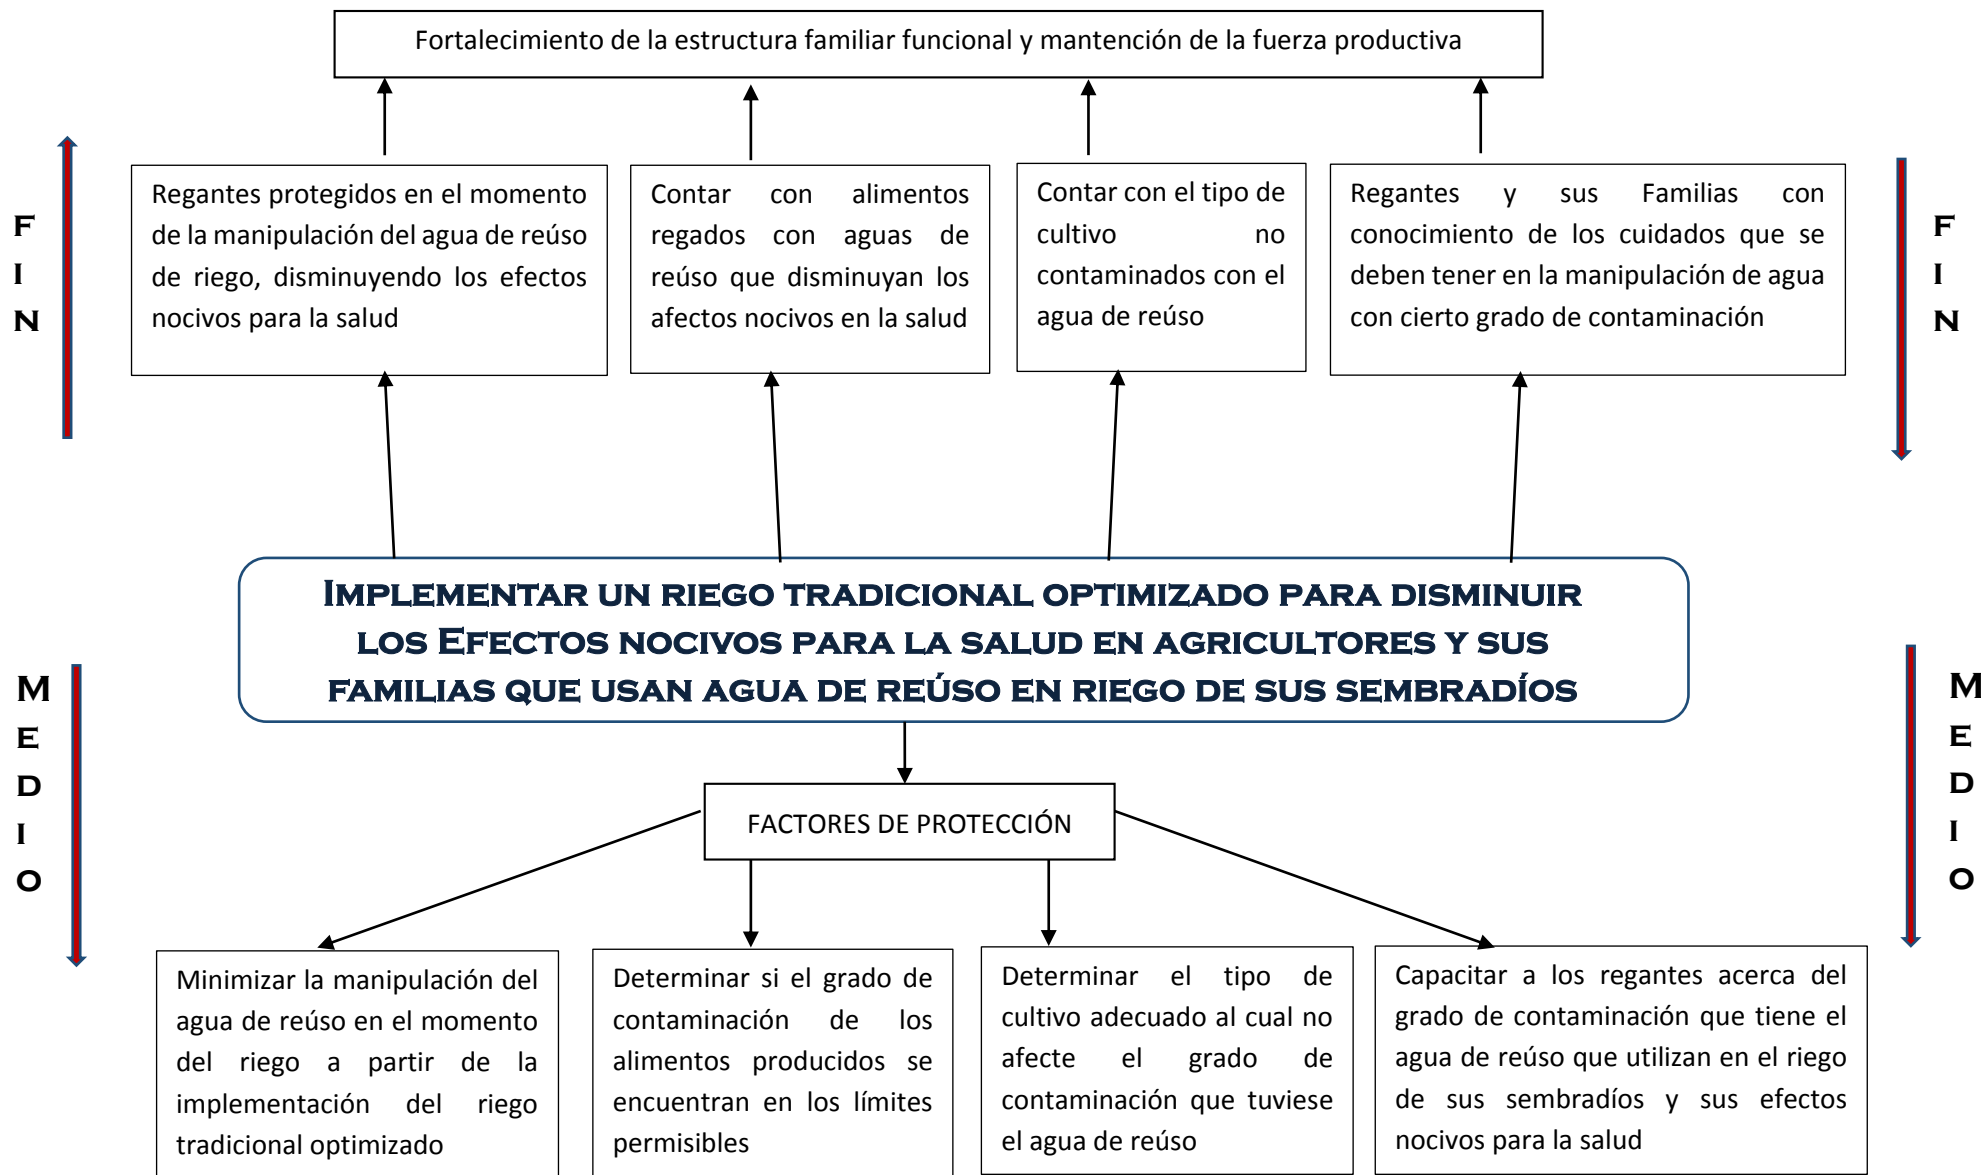 Fortalecimiento de la estructura familiar funcional y mantención de la fuerza productiva
FIN
Regantes protegidos en el momento
de la manipulación del agua de reúso
de riego, disminuyendo los efectos
nocivos para la salud
Contar con alimentos
regados con aguas de
reúso que disminuyan los
afectos nocivos en la salud
Contar con el tipo de
cultivo no
contaminados con el
agua de reúso
Regantes y sus Familias con
conocimiento de los cuidados que se
deben tener en la manipulación de agua
con cierto grado de contaminación
FIN
IMPLEMENTAR UN RIEGO TRADICIONAL OPTIMIZADO PARA DISMINUIR
LOS EFECTOS NOCIVOS PARA LA SALUD EN AGRICULTORES Y SUS
FAMILIAS QUE USAN AGUA DE REÚSO EN RIEGO DE SUS SEMBRADÍOS
MEDIO
MEDIO
FACTORES DE PROTECCIÓN
Minimizar la manipulación del
agua de reúso en el momento
del riego a partir de la
implementación del riego
tradicional optimizado
Determinar si el grado de
contaminación de los
alimentos producidos se
encuentran en los límites
permisibles
Determinar el tipo de
cultivo adecuado al cual no
afecte el grado de
contaminación que tuviese
el agua de reúso
Capacitar a los regantes acerca del
grado de contaminación que tiene el
agua de reúso que utilizan en el riego
de sus sembradíos y sus efectos
nocivos para la salud